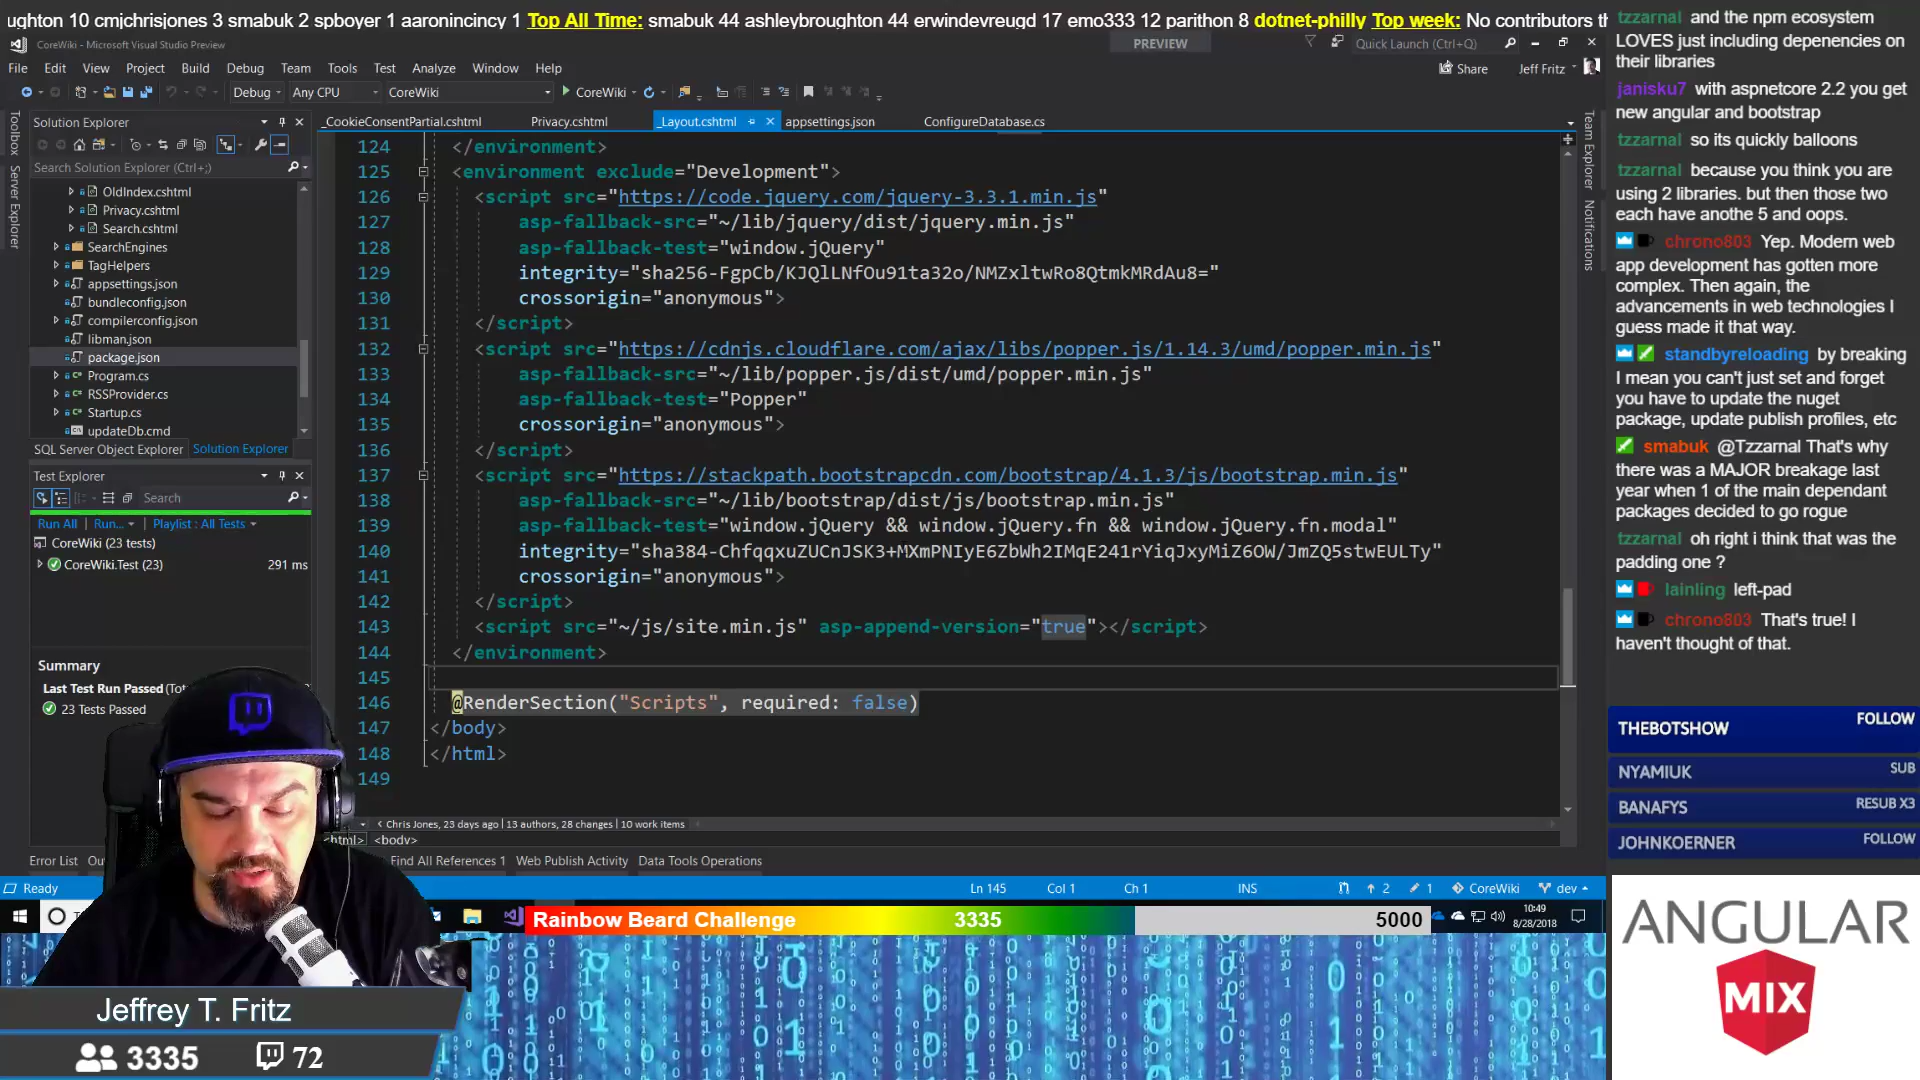 ughton 10 cmjchrisjones 3 smabuk 2 spboyer 1 aaronincincy 1 Top All Time: smabuk 44 ashleybroughton 44 erwindevreugd 17 emo333 12 parithon 8 dotnet-philly Top week: No contributors th
CoreWiki - Microsoft Visual Studio Preview
PREVIEW
Quick Launch (Ctrl+Q)
File Edit View Project Build Debug Team Tools Test Analyze Window Help
Share
Jeff Fritz
Debug
Any CPU
CoreWiki
CoreWiki
Toolbox
Server Explorer
Solution Explorer
Search Solution Explorer (Ctrl+;)
OldIndex.cshtml
Privacy.cshtml
Search.cshtml
SearchEngines
TagHelpers
appsettings.json
bundleconfig.json
compilerconfig.json
libman.json
package.json
Program.cs
RSSProvider.cs
Startup.cs
updateDb.cmd
SQL Server Object Explorer
Solution Explorer
Test Explorer
Search
Run All
Run...
Playlist : All Tests
CoreWiki (23 tests)
CoreWiki.Test (23)
291 ms
Summary
Last Test Run Passed
23 Tests Passed
_CookieConsentPartial.cshtml
Privacy.cshtml
_Layout.cshtml
appsettings.json
ConfigureDatabase.cs
124 </environment>
125 <environment exclude="Development">
126 <script src="https://code.jquery.com/jquery-3.3.1.min.js"
127 asp-fallback-src="~/lib/jquery/dist/jquery.min.js"
128 asp-fallback-test="window.jQuery"
129 integrity="sha256-FgpCb/KJQlLNfOu91ta32o/NMZxltwRo8QtmkMRdAu8="
130 crossorigin="anonymous">
131 </script>
132 <script src="https://cdnjs.cloudflare.com/ajax/libs/popper.js/1.14.3/umd/popper.min.js"
133 asp-fallback-src="~/lib/popper.js/dist/umd/popper.min.js"
134 asp-fallback-test="Popper"
135 crossorigin="anonymous">
136 </script>
137 <script src="https://stackpath.bootstrapcdn.com/bootstrap/4.1.3/js/bootstrap.min.js"
138 asp-fallback-src="~/lib/bootstrap/dist/js/bootstrap.min.js"
139 asp-fallback-test="window.jQuery && window.jQuery.fn && window.jQuery.fn.modal"
140 integrity="sha384-ChfqqxuZUCnJSK3+MXmPNIyE6ZbWh2IMqE241rYiqJxyMiZ6OW/JmZQ5stwEULTy"
141 crossorigin="anonymous">
142 </script>
143 <script src="~/js/site.min.js" asp-append-version="true"></script>
144 </environment>
145
146 @RenderSection("Scripts", required: false)
147 </body>
148 </html>
149
Chris Jones, 23 days ago | 13 authors, 28 changes | 10 work items
<html> <body>
Error List
Find All References 1
Web Publish Activity
Data Tools Operations
Ready
Ln 145
Col 1
Ch 1
INS
2
1
CoreWiki
dev
Team Explorer
Notifications
Rainbow Beard Challenge
3335
5000
10:49
8/28/2018
Jeffrey T. Fritz
3335
72
tzzarnal and the npm ecosystem
LOVES just including depenencies on
their libraries
janisku7 with aspnetcore 2.2 you get
new angular and bootstrap
tzzarnal so its quickly balloons
tzzarnal because you think you are
using 2 libraries. but then those two
each have anothe 5 and oops.
chrono803 Yep. Modern web
app development has gotten more
complex. Then again, the
advancements in web technologies I
guess made it that way.
standbyreloading by breaking
I mean you can't just set and forget
you have to update the nuget
package, update publish profiles, etc
smabuk @Tzzarnal That's why
there was a MAJOR breakage last
year when 1 of the main dependant
packages decided to go rogue
tzzarnal oh right i think that was the
padding one ?
lainling left-pad
chrono803 That's true! I
haven't thought of that.
THEBOTSHOW FOLLOW
NYAMIUK SUB
BANAFYS RESUB X3
JOHNKOERNER FOLLOW
ANGULAR
MIX